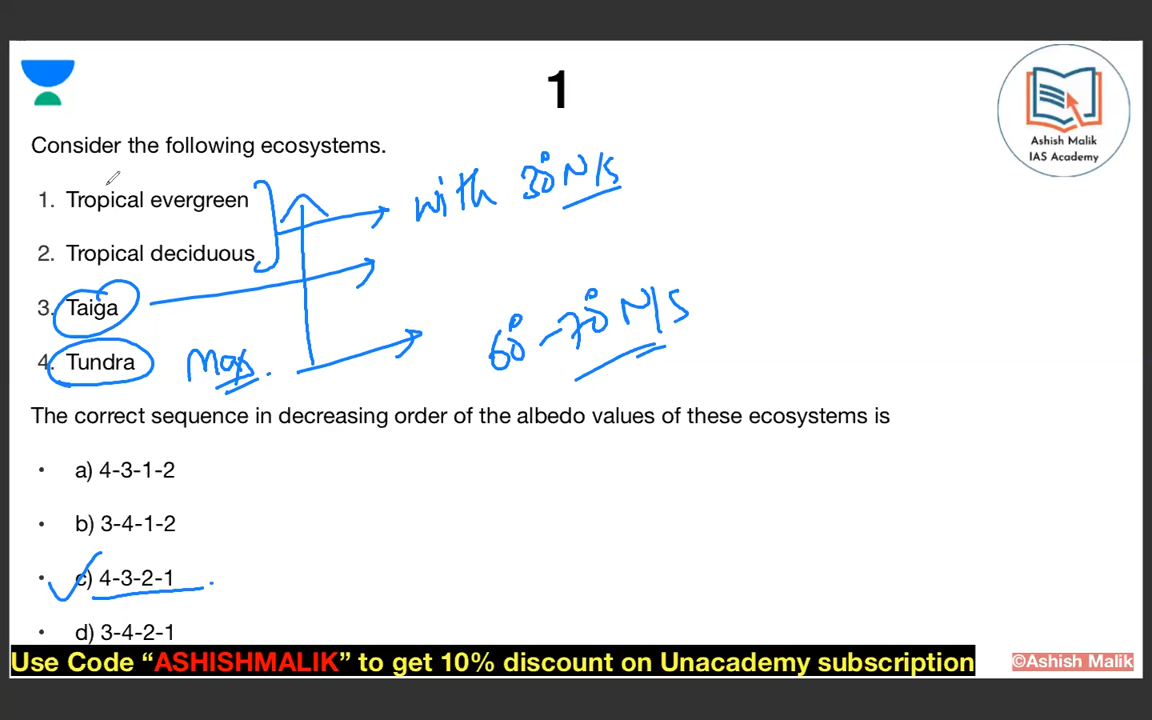 1
Ashish Malik
IAS Academy
Consider the following ecosystems.
1. Tropical evergreen
with 30° N/S
2. Tropical deciduous
3. Taiga
60°-70° N/S
4. Tundra
Max.
The correct sequence in decreasing order of the albedo values of these ecosystems is
• a) 4-3-1-2
• b) 3-4-1-2
• c) 4-3-2-1
• d) 3-4-2-1
Use Code “ASHISHMALIK” to get 10% discount on Unacademy subscription
©Ashish Malik